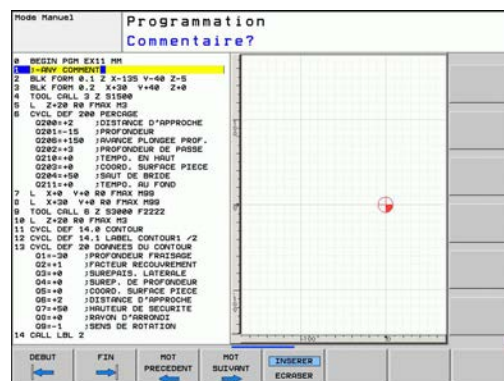 Mode Manuel
Programmation
Commentaire?
0 BEGIN PGM EX11 MM
1 ;-ANY COMMENT
2 BLK FORM 0.1 Z X-135 Y-40 Z-5
3 BLK FORM 0.2 X+30 Y+40 Z+0
4 TOOL CALL 3 Z S1500
5 L Z+20 R0 FMAX M3
6 CYCL DEF 200 PERCAGE
Q200=+2 ;DISTANCE D'APPROCHE
Q201=-15 ;PROFONDEUR
Q206=+150 ;AVANCE PLONGEE PROF.
Q202=+3 ;PROFONDEUR DE PASSE
Q210=+0 ;TEMPO. EN HAUT
Q203=+0 ;COORD. SURFACE PIECE
Q204=+50 ;SAUT DE BRIDE
Q211=+0 ;TEMPO. AU FOND
7 L X+0 Y+0 R0 FMAX M99
8 L X+30 Y+0 R0 FMAX M99
9 TOOL CALL 6 Z S3000 F2222
10 L Z+20 R0 FMAX M3
11 CYCL DEF 14.0 CONTOUR
12 CYCL DEF 14.1 LABEL CONTOUR1 /2
13 CYCL DEF 20 DONNEES DU CONTOUR
Q1=-30 ;PROFONDEUR FRAISAGE
Q2=+1 ;FACTEUR RECOUVREMENT
Q3=+0 ;SUREPAIS. LATERALE
Q4=+0 ;SUREP. DE PROFONDEUR
Q5=+0 ;COORD. SURFACE PIECE
Q6=+2 ;DISTANCE D'APPROCHE
Q7=+50 ;HAUTEUR DE SECURITE
Q8=+0 ;RAYON D'ARRONDI
Q9=-1 ;SENS DE ROTATION
14 CALL LBL 2
DEBUT
FIN
MOT PRECEDENT
MOT SUIVANT
INSERER
ECRASER